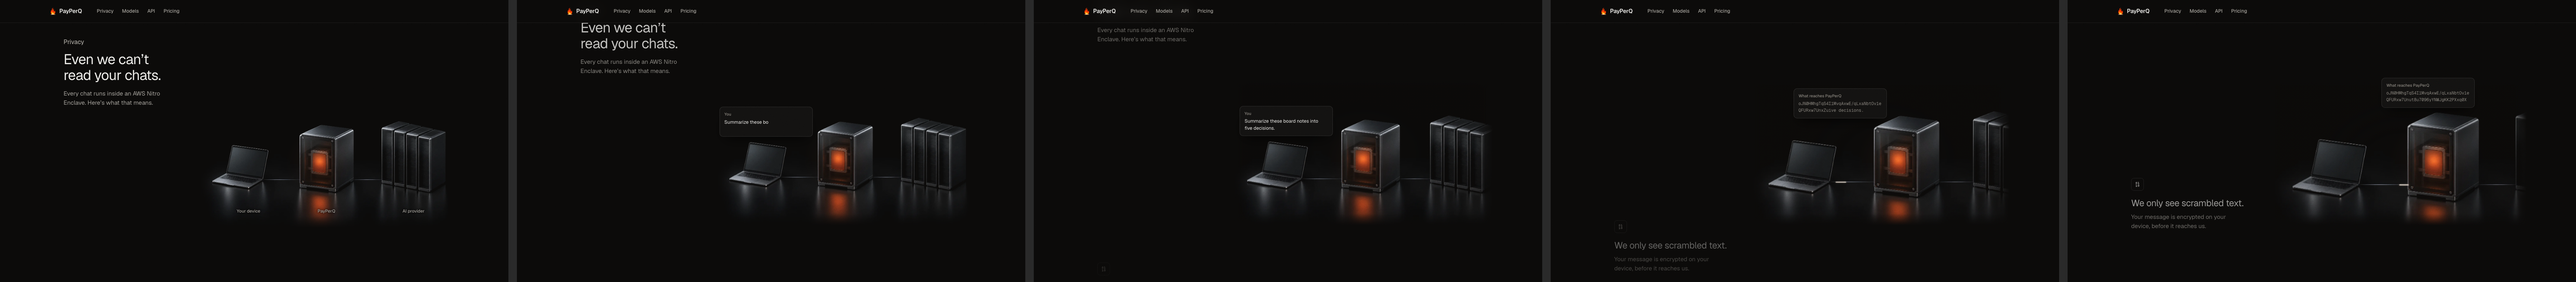 PayPerQ Privacy Models API Pricing
Privacy
Even we can't
read your chats.
Every chat runs inside an AWS Nitro
Enclave. Here's what that means.
Your device PayPerQ AI provider
PayPerQ Privacy Models API Pricing
Even we can't
read your chats.
Every chat runs inside an AWS Nitro
Enclave. Here's what that means.
You
Summarize these bo
PayPerQ Privacy Models API Pricing
Every chat runs inside an AWS Nitro
Enclave. Here's what that means.
You
Summarize these board notes into
five decisions.
PayPerQ Privacy Models API Pricing
What reaches PayPerQ
decisions.
We only see scrambled text.
Your message is encrypted on your
device, before it reaches us.
PayPerQ Privacy Models API Pricing
What reaches PayPerQ
We only see scrambled text.
Your message is encrypted on your
device, before it reaches us.